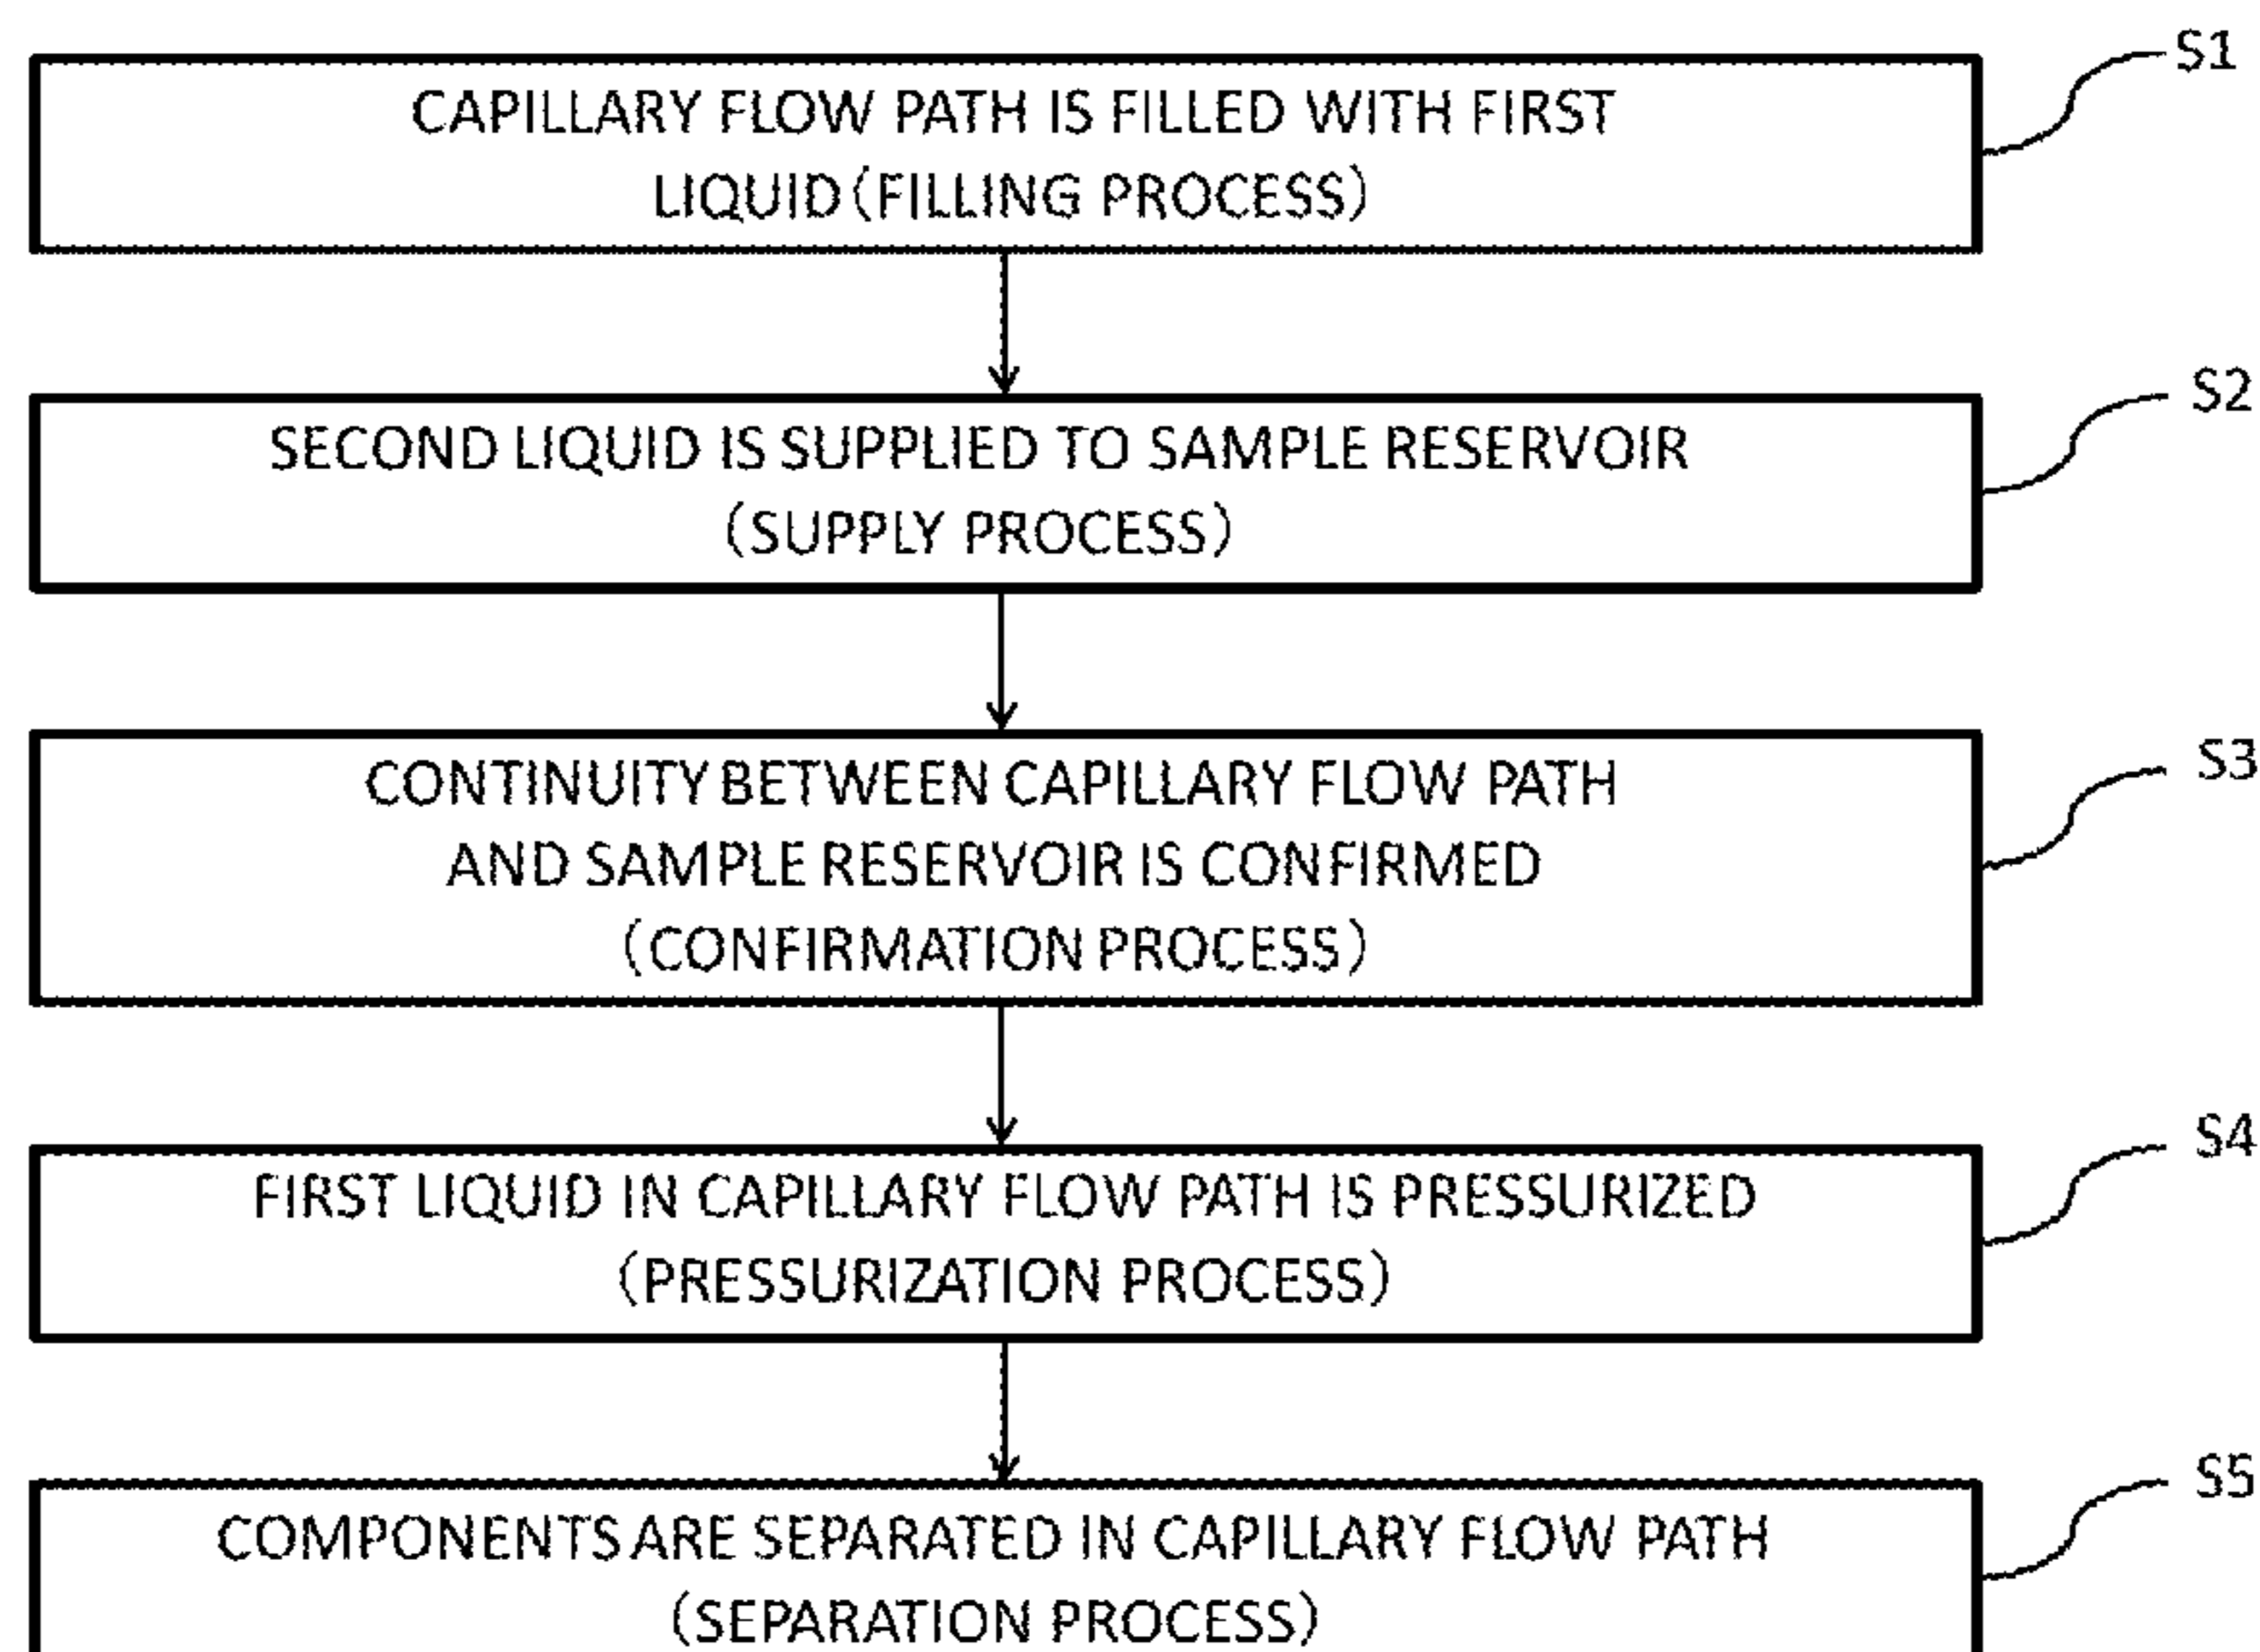 CAPILLARY FLOW PATH IS FILLED WITH FIRST
LIQUID (FILLING PROCESS)
S1
SECOND LIQUID IS SUPPLIED TO SAMPLE RESERVOIR
(SUPPLY PROCESS)
S2
CONTINUITY BETWEEN CAPILLARY FLOW PATH
AND SAMPLE RESERVOIR IS CONFIRMED
(CONFIRMATION PROCESS)
S3
FIRST LIQUID IN CAPILLARY FLOW PATH IS PRESSURIZED
(PRESSURIZATION PROCESS)
S4
COMPONENTS ARE SEPARATED IN CAPILLARY FLOW PATH
(SEPARATION PROCESS)
S5